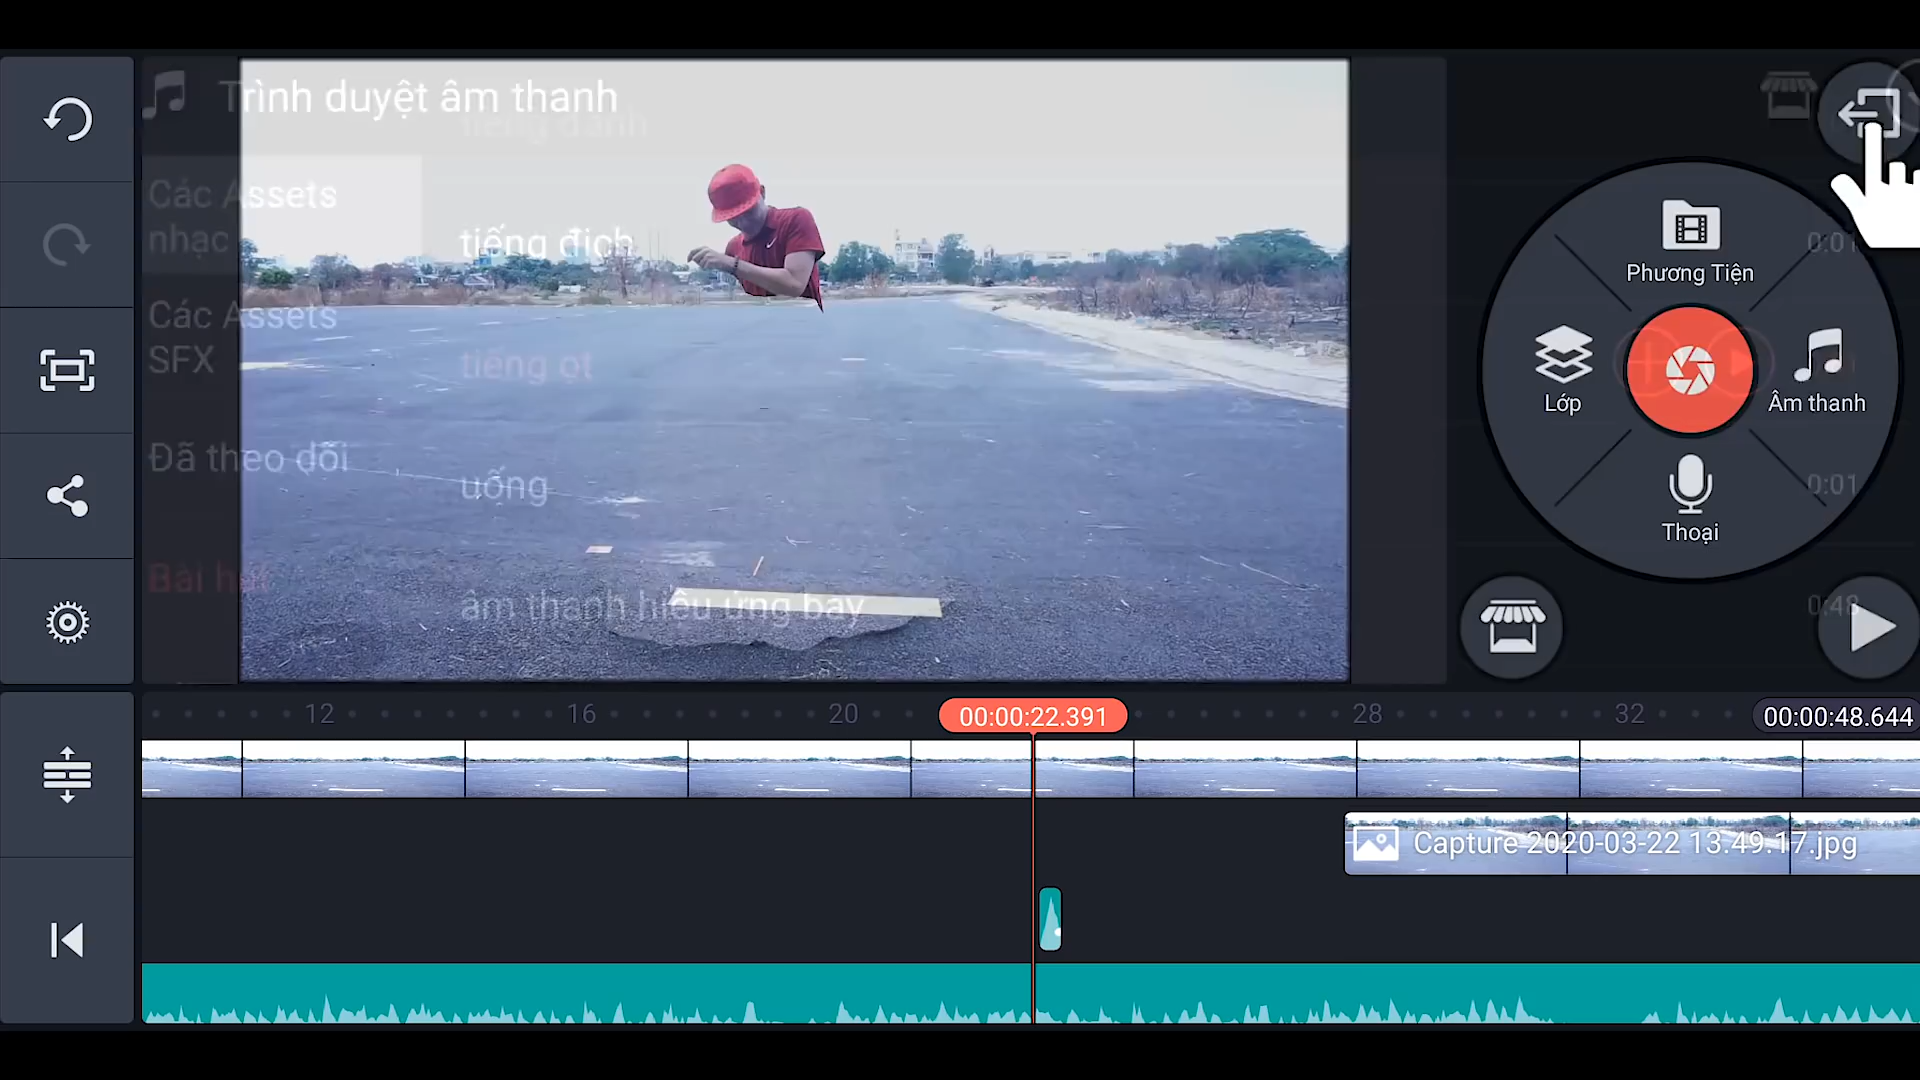 Trình duyệt âm thanh
tiếng đánh
Các Assets
nhạc
tiếng địch
Các Assets
SFX
tiếng ợt
Đã theo dõi
uống
Bài hát
âm thanh hiệu ứng bay
Phương Tiện
0:01
Lớp
Âm thanh
0:01
Thoại
0:48
12
16
20
00:00:22.391
28
32
00:00:48.644
Capture 2020-03-22 13.49.17.jpg